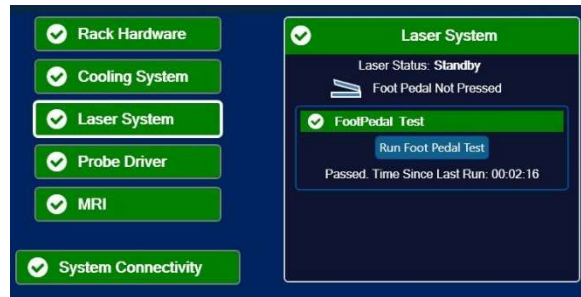 Rack Hardware
Cooling System
Laser System
Probe Driver
MRI
System Connectivity
Laser System
Laser Status: Standby
Foot Pedal Not Pressed
FootPedal Test
Run Foot Pedal Test
Passed. Time Since Last Run: 00:02:16